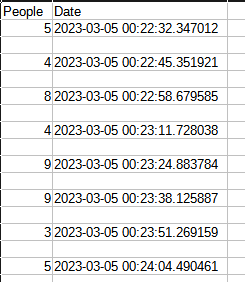 People Date
5 2023-03-05 00:22:32.347012
4 2023-03-05 00:22:45.351921
8 2023-03-05 00:22:58.679585
4 2023-03-05 00:23:11.728038
9 2023-03-05 00:23:24.883784
9 2023-03-05 00:23:38.125887
3 2023-03-05 00:23:51.269159
5 2023-03-05 00:24:04.490461